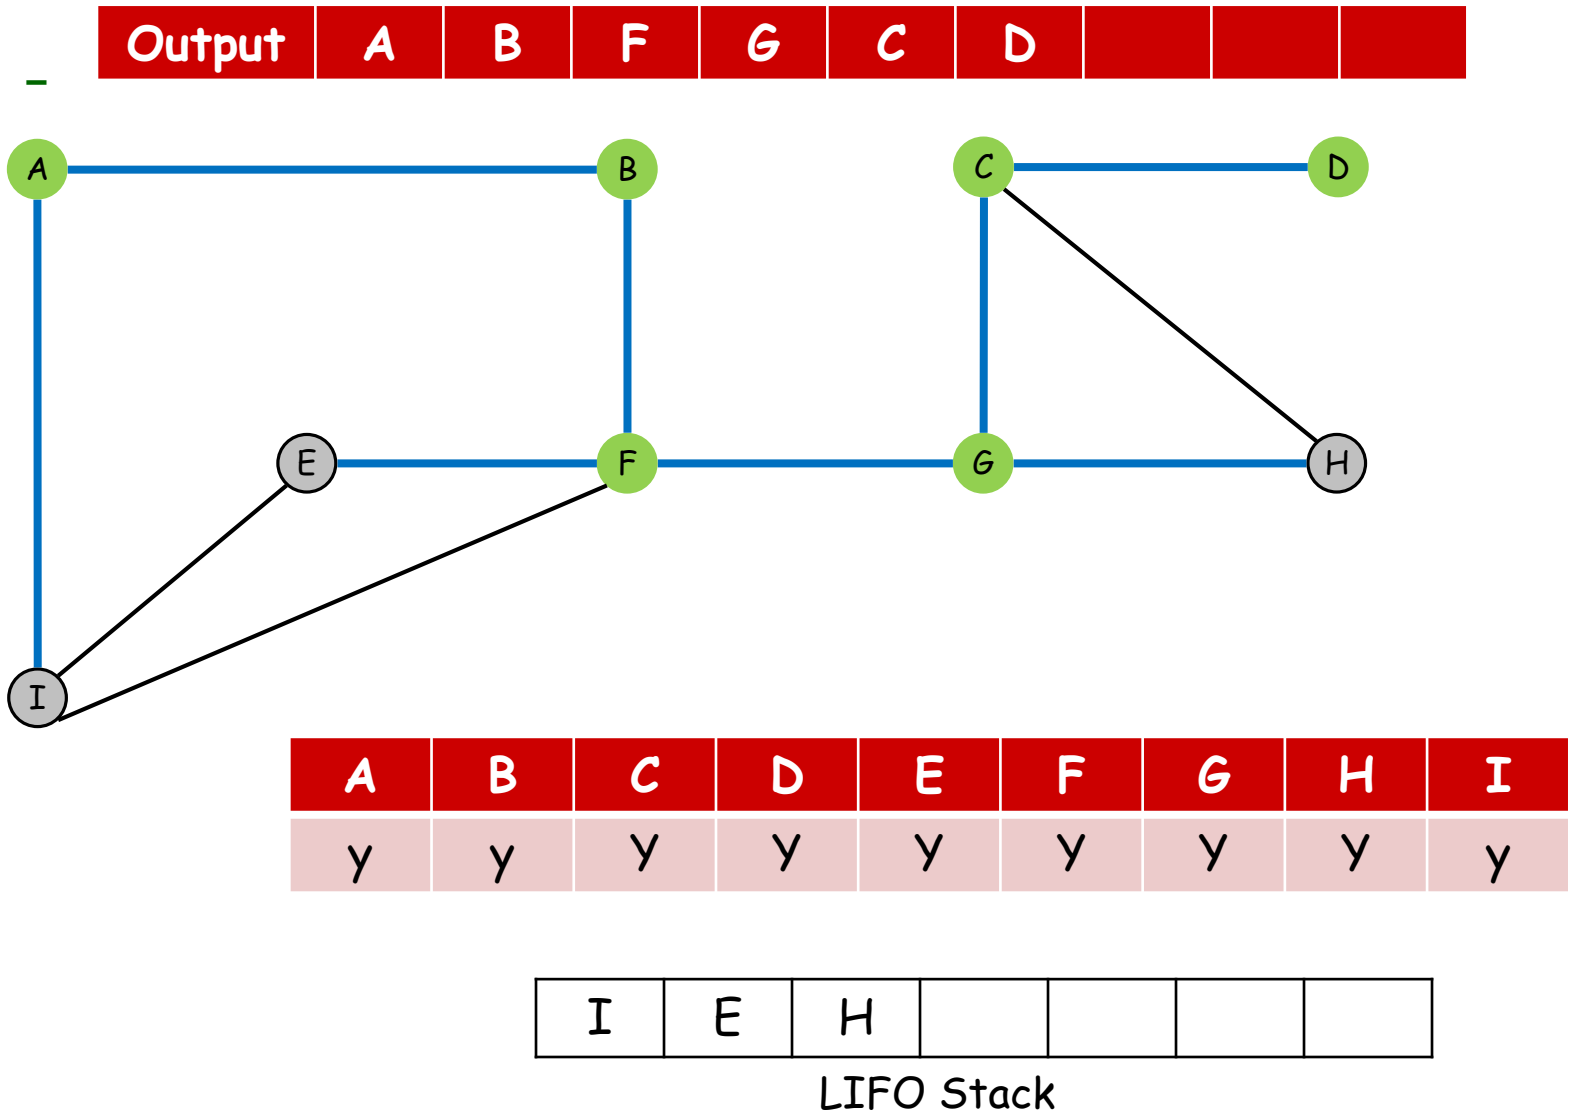 Output A B F G C D
A B C D
E F G H
I
A B C D E F G H I
y y y y y y y y y
I E H
LIFO Stack